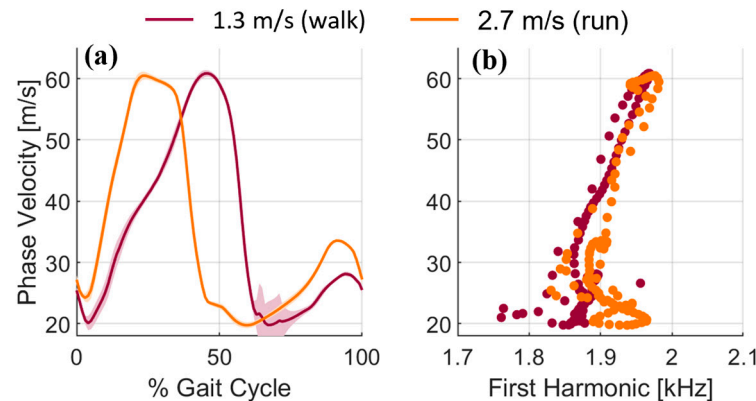 1.3 m/s (walk) 2.7 m/s (run)
(a) (b)
Phase Velocity [m/s]
60
50
40
30
20
0 50 100
% Gait Cycle
60
50
40
30
20
1.7 1.8 1.9 2 2.1
First Harmonic [kHz]